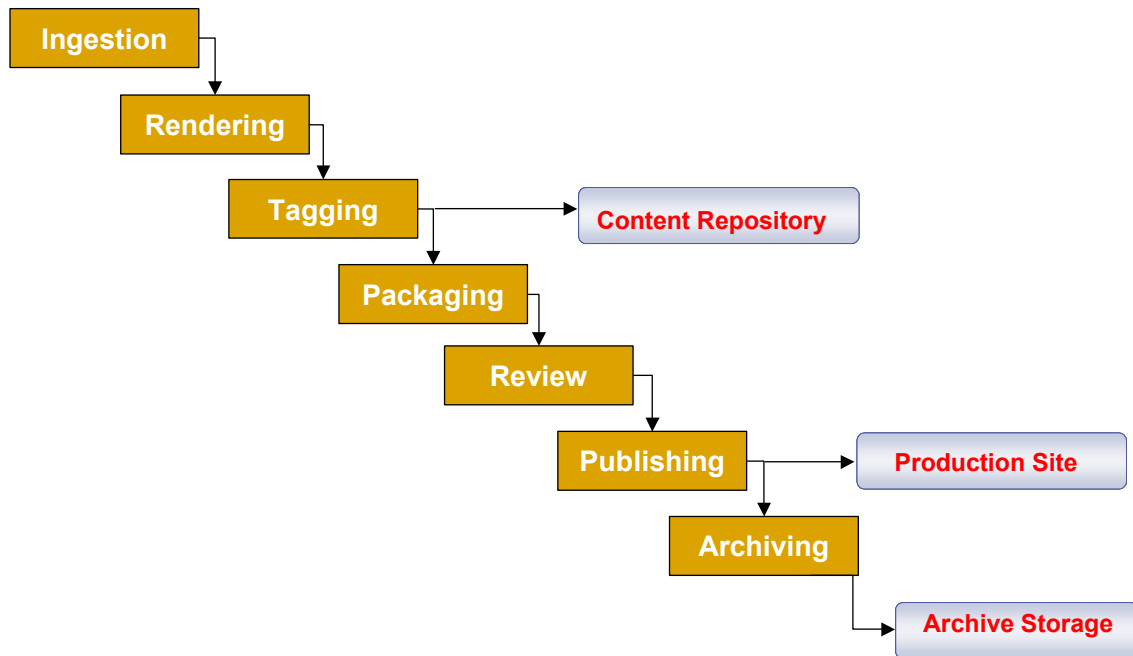 Ingestion
Rendering
Tagging
Content Repository
Packaging
Review
Publishing
Production Site
Archiving
Archive Storage